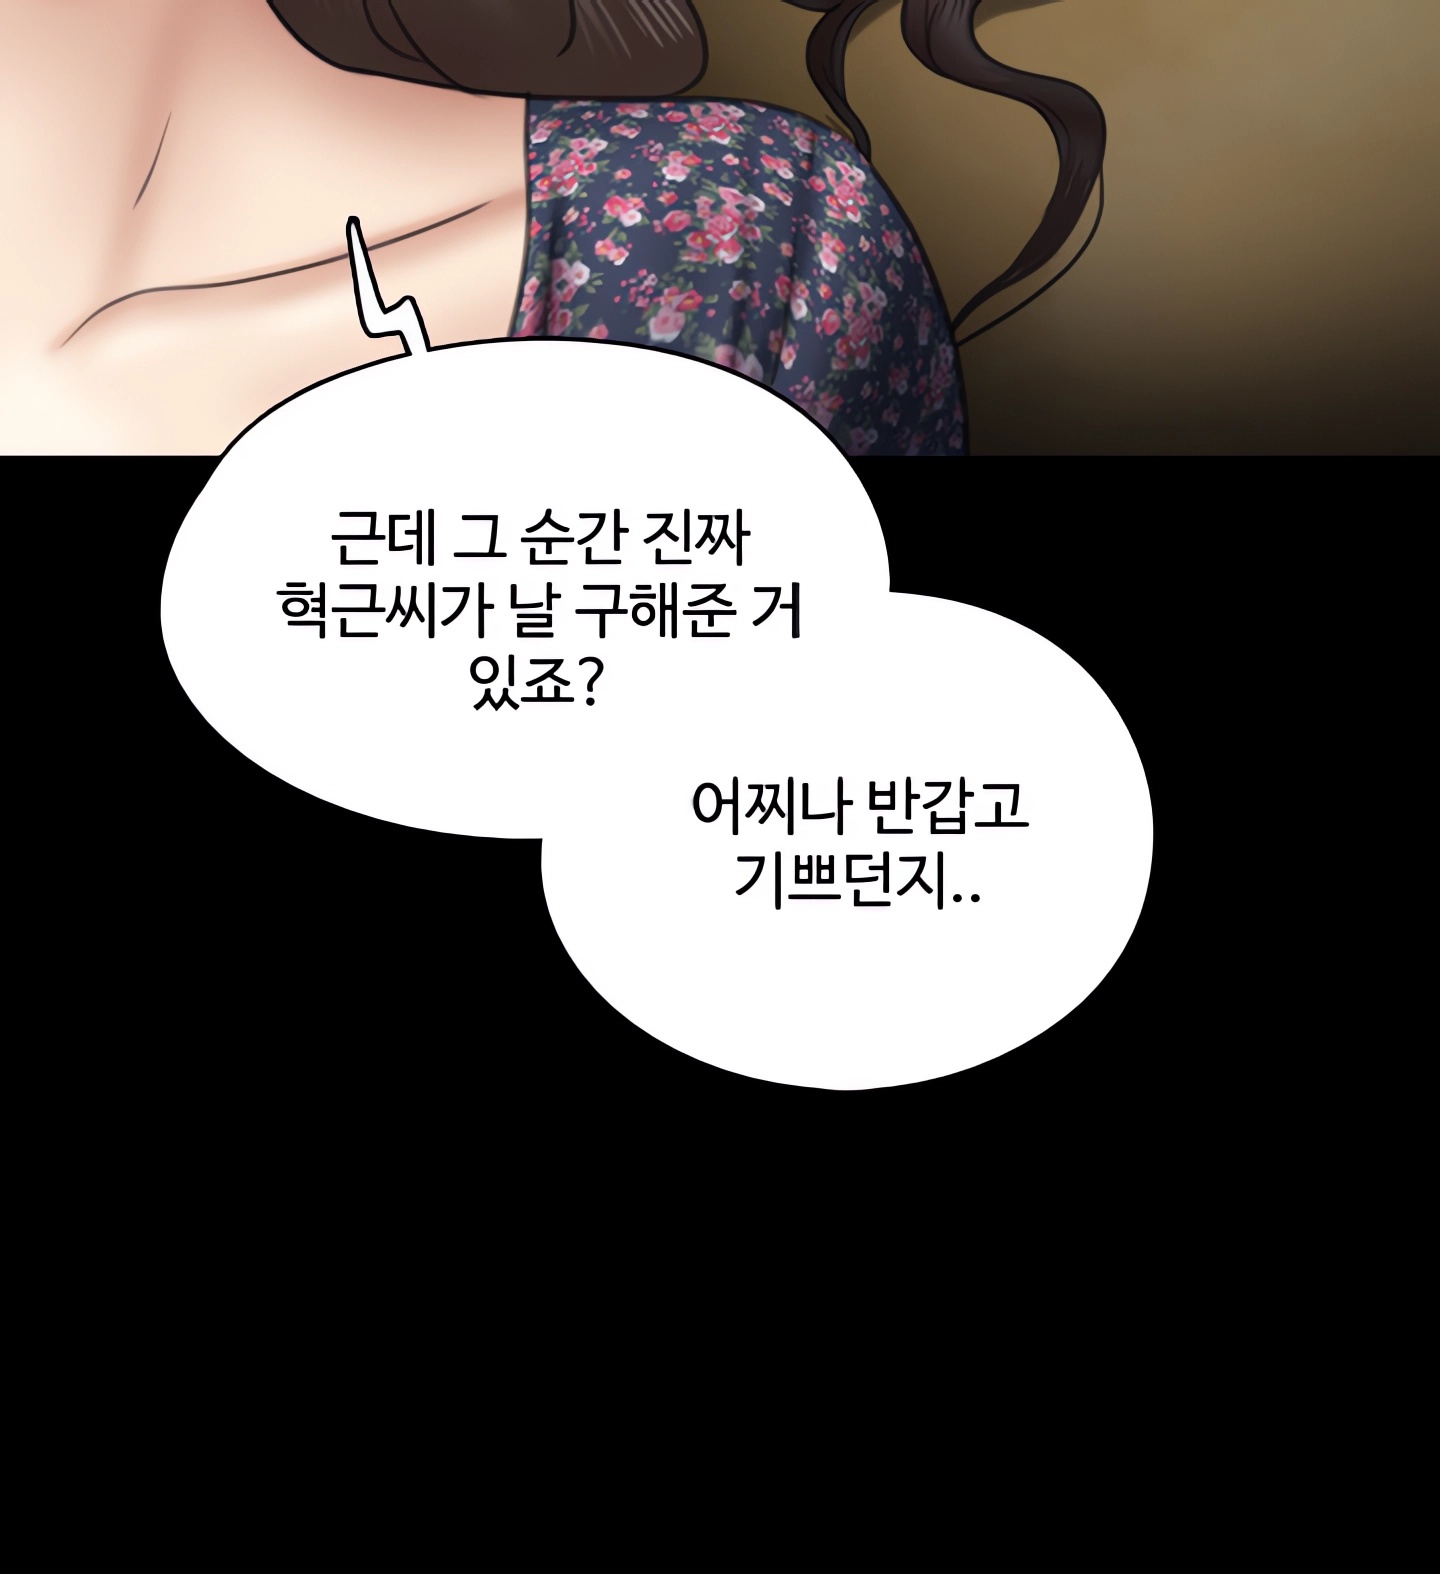 근데 그 순간 진짜
혁근씨가 날 구해준 거
있죠?
어찌나 반갑고
기쁘던지..